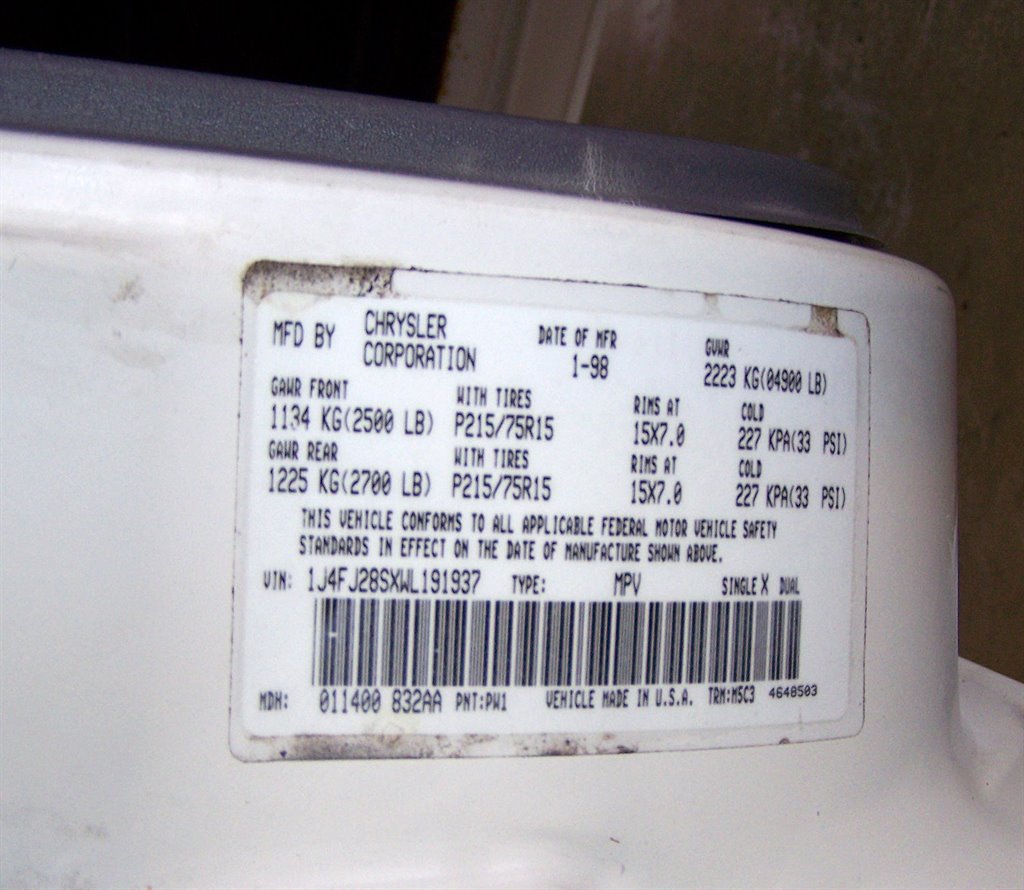 MFD BY CHRYSLER CORPORATION DATE OF MFR 1-98 GVWR 2223 KG(04900 LB)
GAWR FRONT WITH TIRES RIMS AT COLD
1134 KG(2500 LB) P215/75R15 15X7.0 227 KPA(33 PSI)
GAWR REAR WITH TIRES RIMS AT COLD
1225 KG(2700 LB) P215/75R15 15X7.0 227 KPA(33 PSI)
THIS VEHICLE CONFORMS TO ALL APPLICABLE FEDERAL MOTOR VEHICLE SAFETY
STANDARDS IN EFFECT ON THE DATE OF MANUFACTURE SHOWN ABOVE.
VIN: 1J4FJ28SXWL191937 TYPE: MPV SINGLE X DUAL
MDH: 011400 832AA PNT:PW1 VEHICLE MADE IN U.S.A. TRM:M5C3 4648503